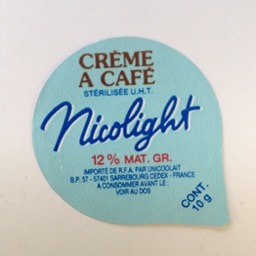 CRÈME
A CAFÉ
STÉRILISÉE U.H.T.
Nicolight
12% MAT. GR.
IMPORTÉ DE R.F.A. PAR UNICOOLAIT
B.P. 57 - 57401 SARREBOURG CEDEX - FRANCE
A CONSOMMER AVANT LE :
VOIR AU DOS
CONT.
10 g